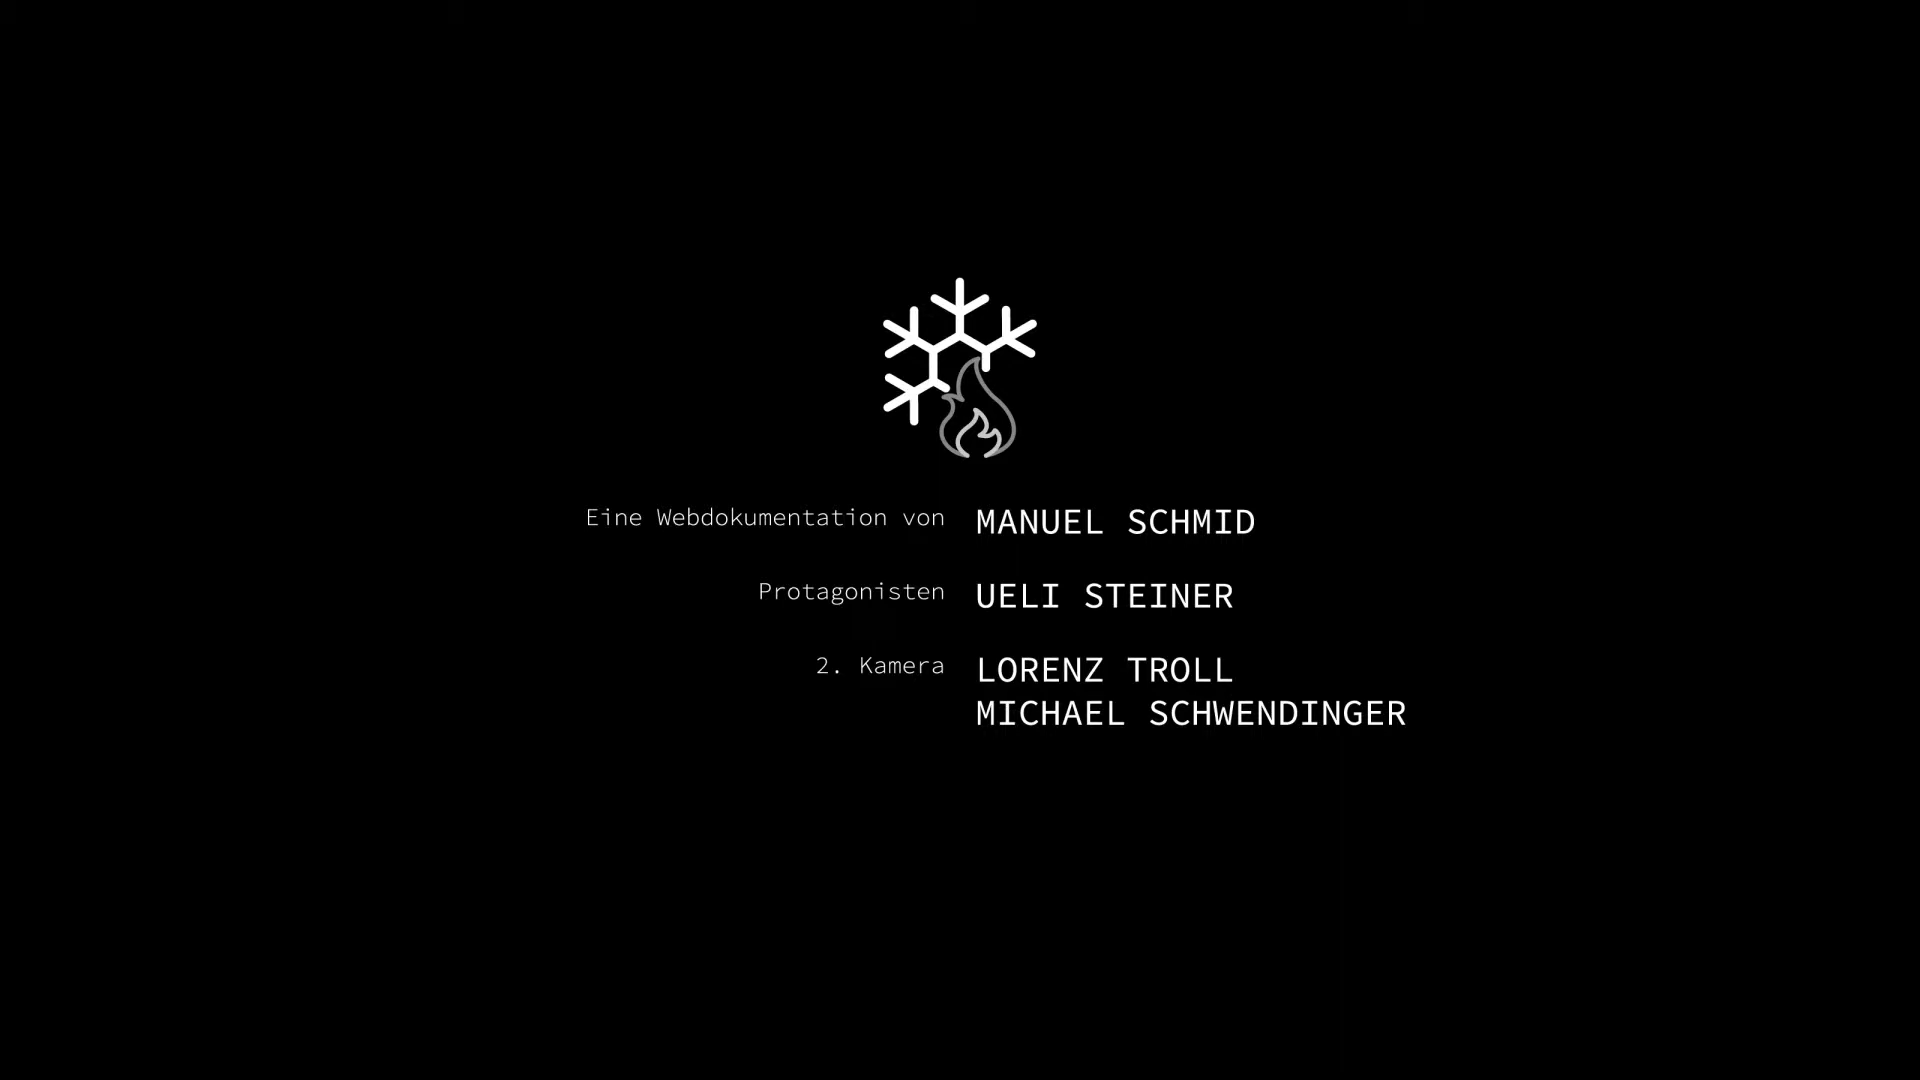 Eine Webdokumentation von MANUEL SCHMID
Protagonisten UELI STEINER
2. Kamera LORENZ TROLL
MICHAEL SCHWENDINGER